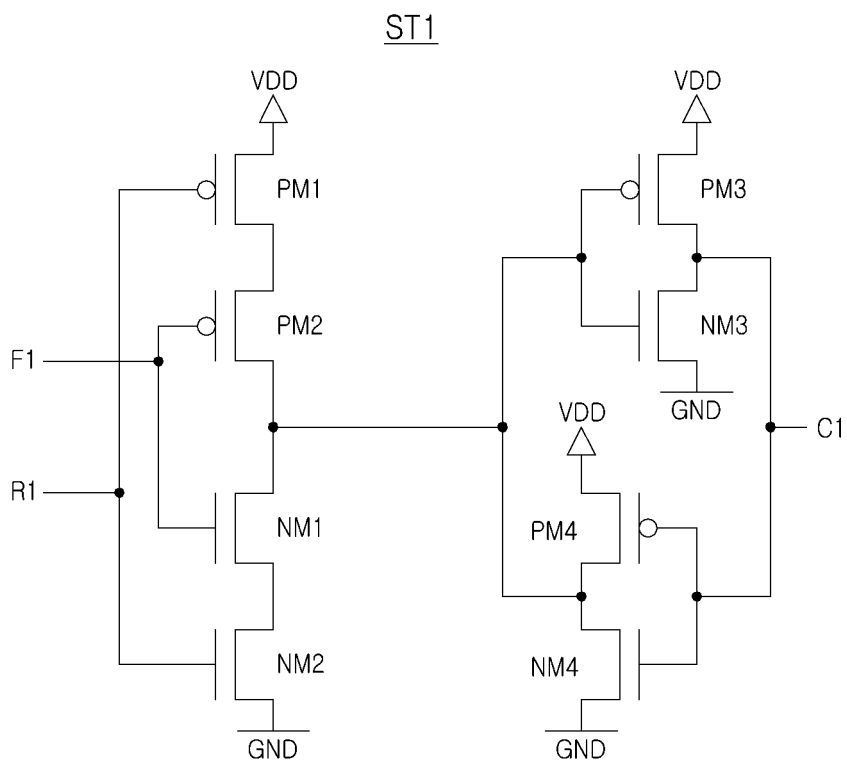 ST1
VDD
VDD
PM1
PM3
PM2
NM3
F1
GND
VDD
C1
R1
NM1
PM4
NM2
NM4
GND
GND